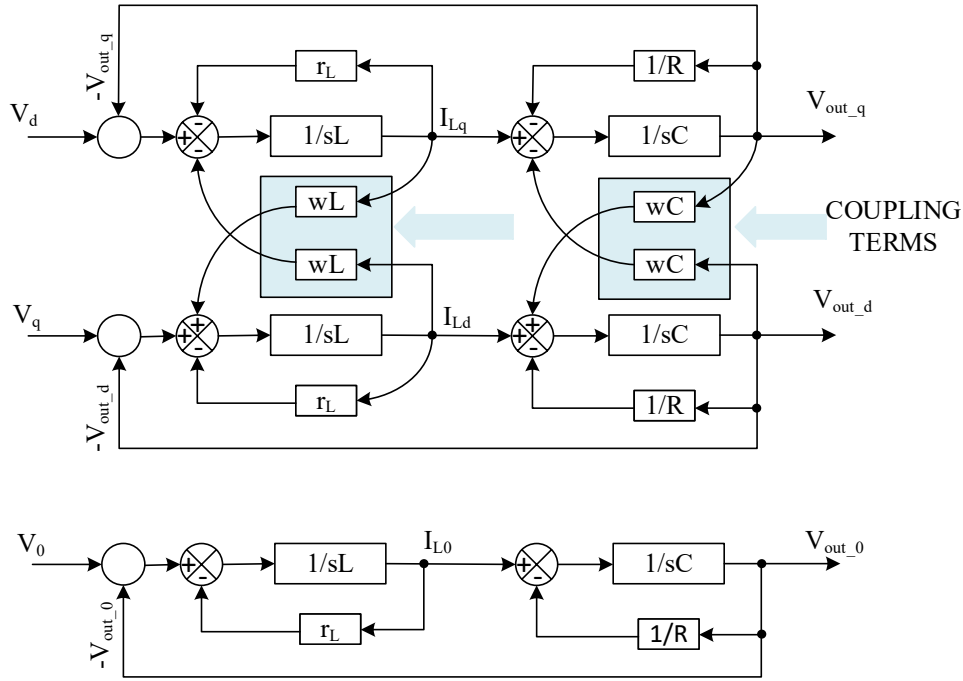 -V_out_q
r_L
1/R
V_d
+
-
-
1/sL
I_Lq
+
-
-
1/sC
V_out_q
wL
wC
COUPLING
TERMS
wL
wC
V_q
+
+
-
1/sL
I_Ld
+
+
-
1/sC
V_out_d
-V_out_d
r_L
1/R
V_0
-
1/sL
I_L0
-
1/sC
V_out_0
-V_out_0
r_L
1/R